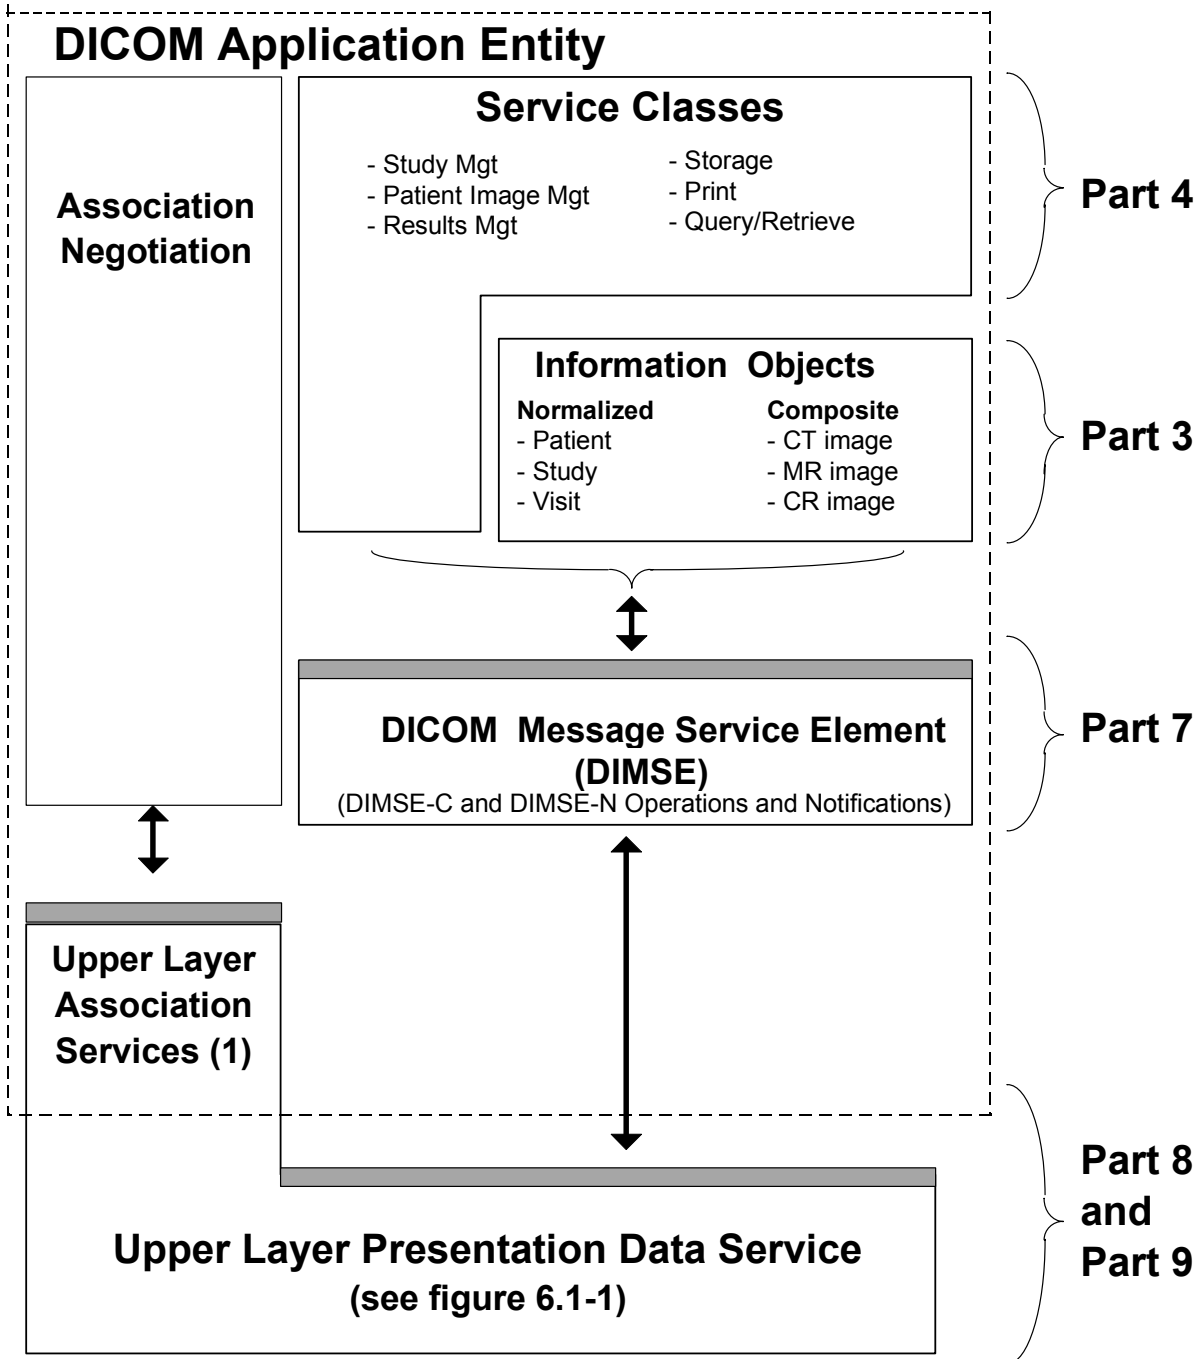 DICOM Application Entity
Association
Negotiation
Service Classes
- Study Mgt
- Patient Image Mgt
- Results Mgt
- Storage
- Print
- Query/Retrieve
Part 4
Information Objects
Normalized
- Patient
- Study
- Visit
Composite
- CT image
- MR image
- CR image
Part 3
DICOM Message Service Element
(DIMSE)
(DIMSE-C and DIMSE-N Operations and Notifications)
Part 7
Upper Layer
Association
Services (1)
Upper Layer Presentation Data Service
(see figure 6.1-1)
Part 8
and
Part 9